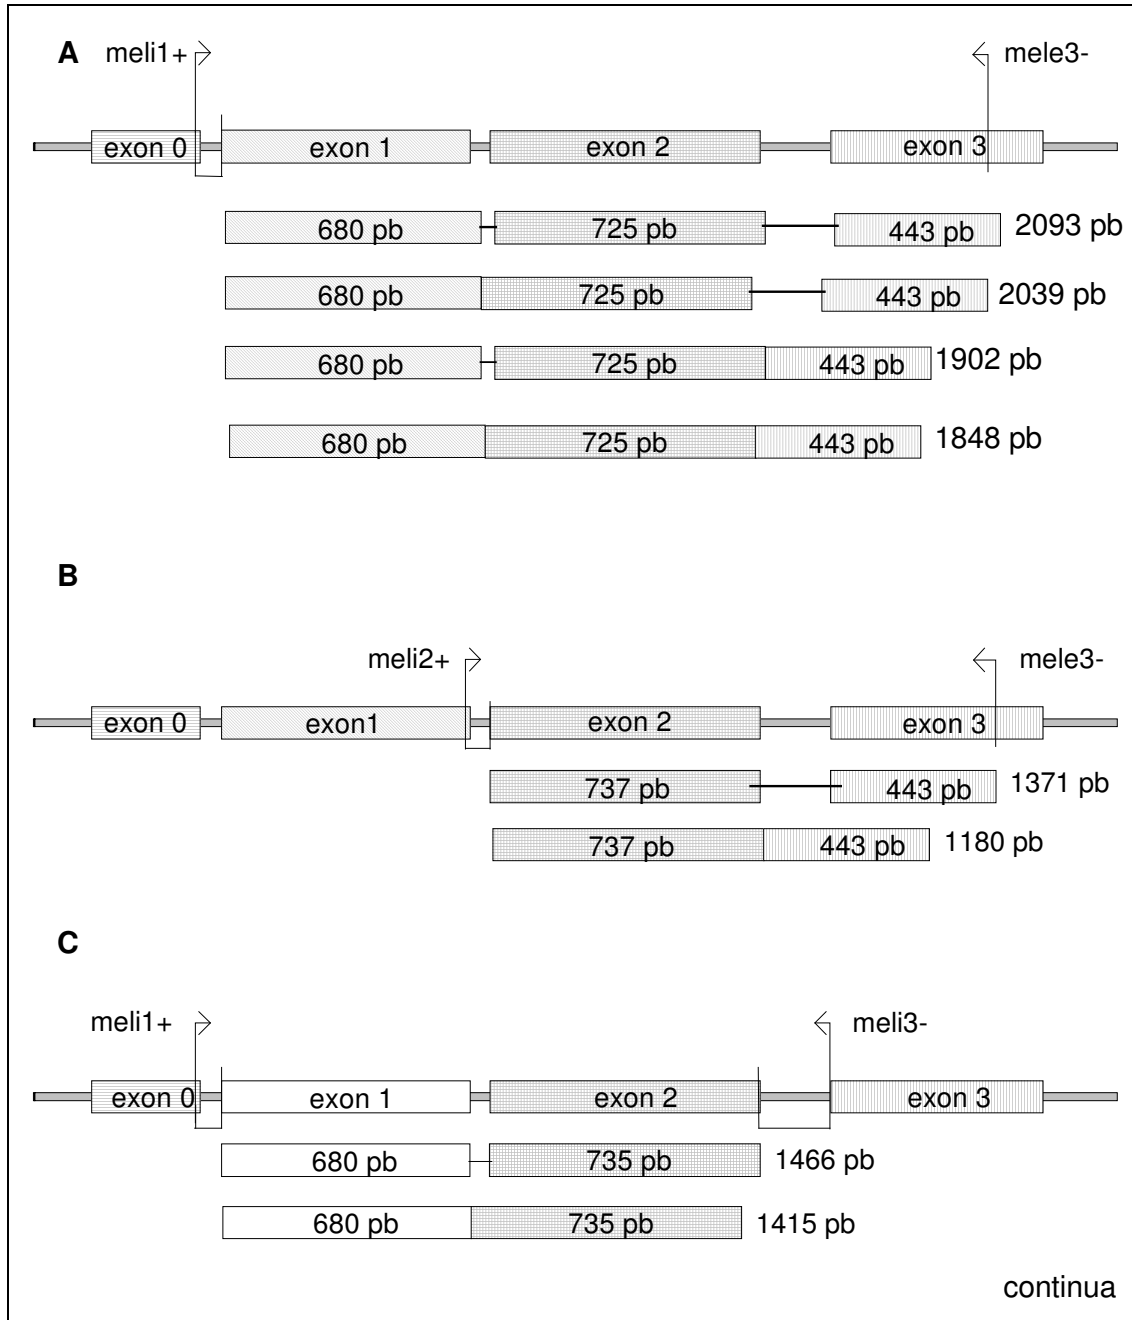 A meli1+ mele3-
exon 0 exon 1 exon 2 exon 3
680 pb 725 pb 443 pb 2093 pb
680 pb 725 pb 443 pb 2039 pb
680 pb 725 pb 443 pb 1902 pb
680 pb 725 pb 443 pb 1848 pb
B
meli2+ mele3-
exon 0 exon1 exon 2 exon 3
737 pb 443 pb 1371 pb
737 pb 443 pb 1180 pb
C
meli1+ meli3-
exon 0 exon 1 exon 2 exon 3
680 pb 735 pb 1466 pb
680 pb 735 pb 1415 pb
continua